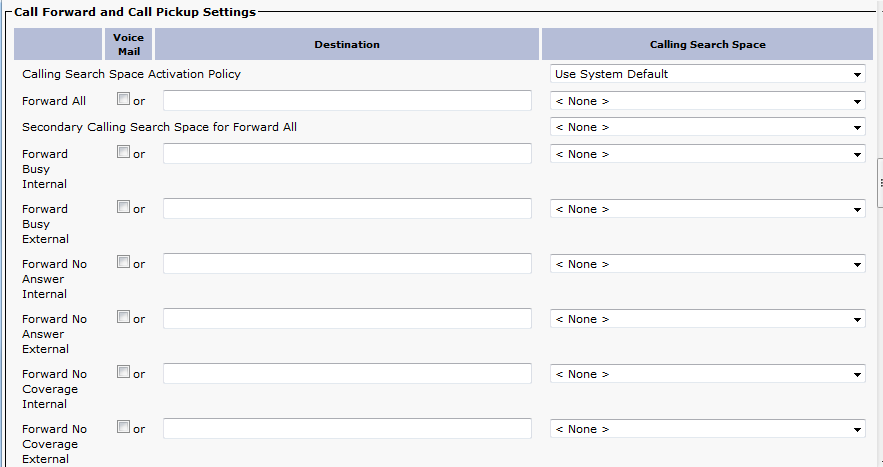 Call Forward and Call Pickup Settings
Voice
Mail
Destination
Calling Search Space
Calling Search Space Activation Policy
Use System Default
Forward All
or
< None >
Secondary Calling Search Space for Forward All
< None >
Forward
Busy
Internal
or
< None >
Forward
Busy
External
or
< None >
Forward No
Answer
Internal
or
< None >
Forward No
Answer
External
or
< None >
Forward No
Coverage
Internal
or
< None >
Forward No
Coverage
External
or
< None >